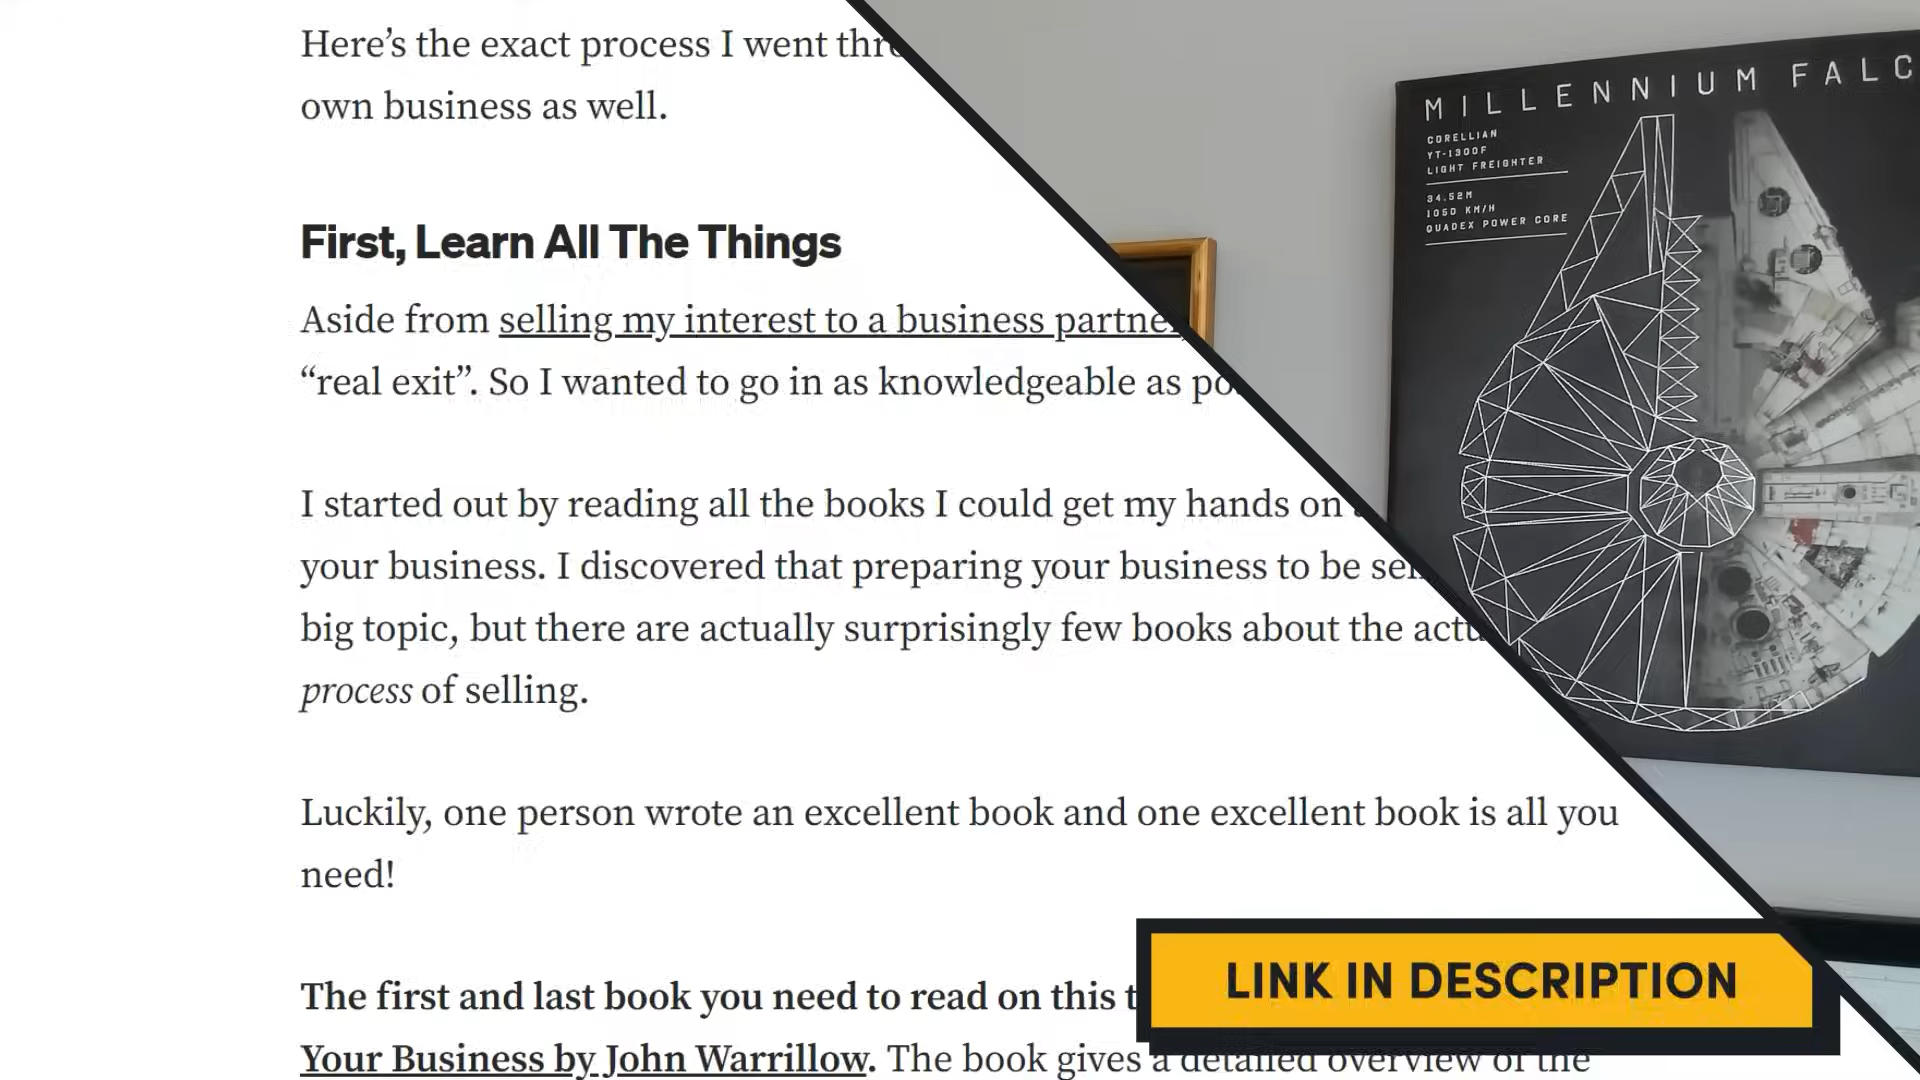 Here’s the exact process I went
own business as well.
First, Learn All The Things
Aside from selling my interest to a business partner,
“real exit”. So I wanted to go in as knowledgeable as
I started out by reading all the books I could get my hands on
your business. I discovered that preparing your business to be
big topic, but there are actually surprisingly few books about the
process of selling.
Luckily, one person wrote an excellent book and one excellent book is all you
need!
The first and last book you need to read on this
Your Business by John Warrillow. The book gives a detailed overview of the
LINK IN DESCRIPTION
MILLENNIUM FALC
CORELLIAN
YT-1300F
LIGHT FREIGHTER
34.52M
1050 KM/H
QUADEX POWER CORE